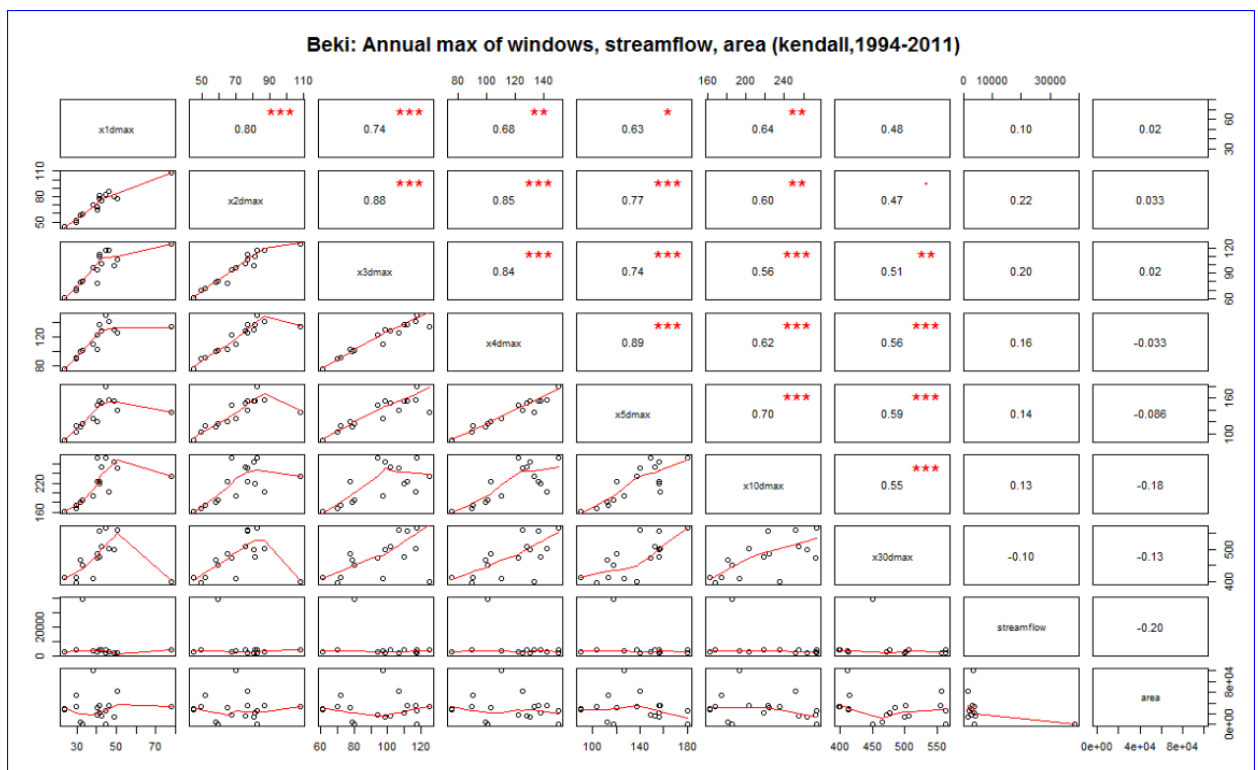 Beki: Annual max of windows, streamflow, area (kendall,1994-2011)
50 70 90 110 80 100 120 140 160 200 240 0 10000 30000
x1dmax 0.80 *** 0.74 *** 0.68 ** 0.63 * 0.64 ** 0.48 0.10 0.02 30 60
50 80 110 x2dmax 0.88 *** 0.85 *** 0.77 *** 0.60 ** 0.47 . 0.22 0.033
x3dmax 0.84 *** 0.74 *** 0.56 *** 0.51 ** 0.20 0.02 60 90 120
80 120 x4dmax 0.89 *** 0.62 *** 0.56 *** 0.16 -0.033
x5dmax 0.70 *** 0.59 *** 0.14 -0.086 100 160
160 220 x10dmax 0.55 *** 0.13 -0.18
x30dmax -0.10 -0.13 400 500
0 20000 streamflow -0.20
area 0e+00 8e+04
30 50 70 60 80 100 120 100 140 180 400 450 500 550 0e+00 4e+04 8e+04